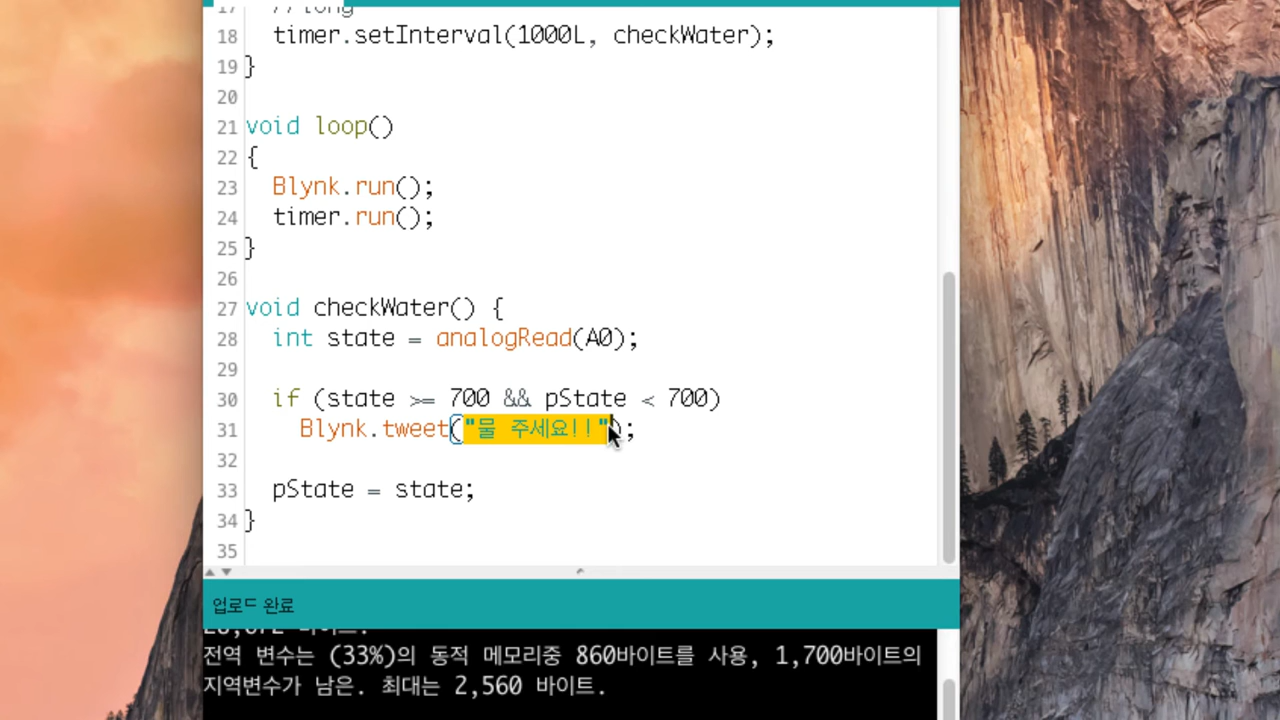 17 //long
18 timer.setInterval(1000L, checkWater);
19 }
20
21 void loop()
22 {
23 Blynk.run();
24 timer.run();
25 }
26
27 void checkWater() {
28 int state = analogRead(A0);
29
30 if (state >= 700 && pState < 700)
31 Blynk.tweet("물 주세요!!");
32
33 pState = state;
34 }
35
업로드 완료
바이트.
전역 변수는 (33%)의 동적 메모리중 860바이트를 사용, 1,700바이트의
지역변수가 남은. 최대는 2,560 바이트.